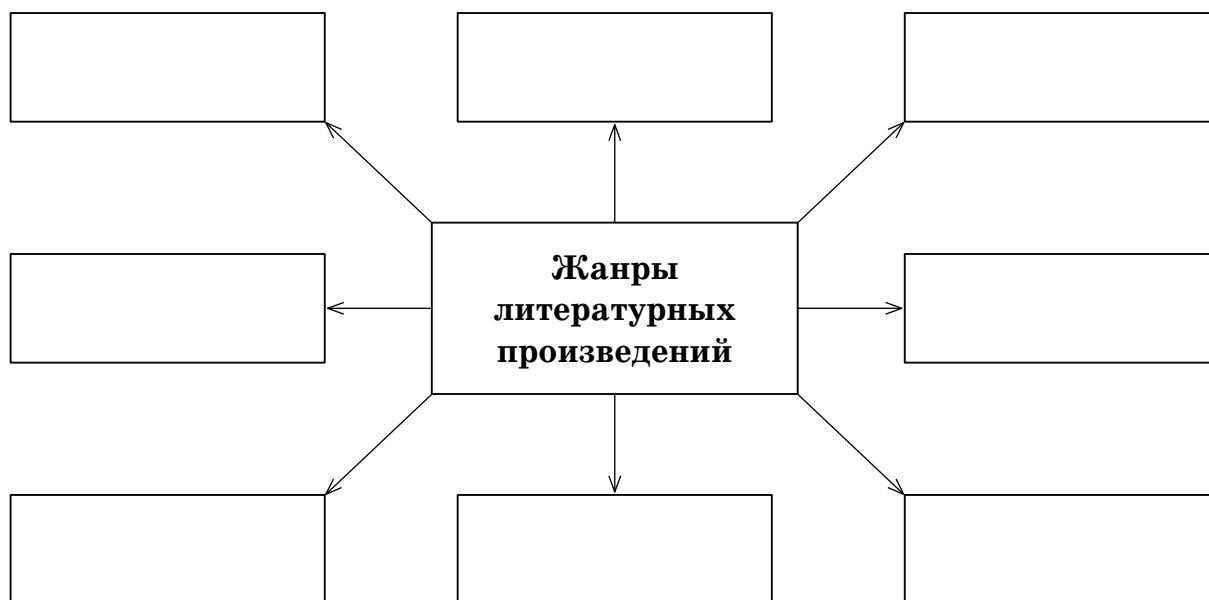 Жанры
литературных
произведений